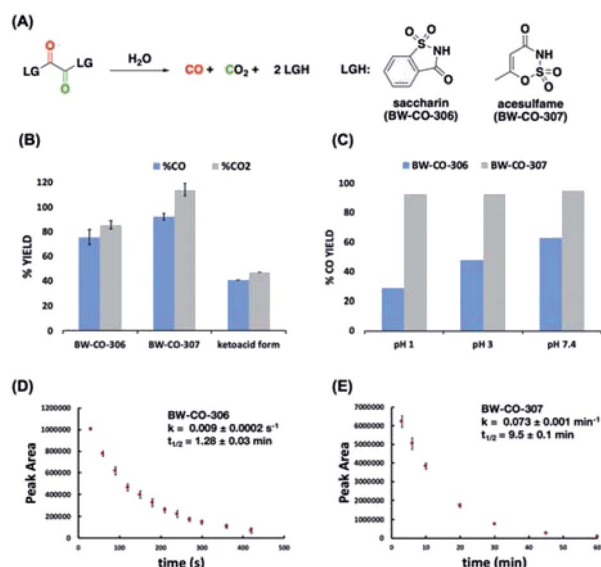 (A)
O
LG
LG
O
H₂O
CO + CO₂ + 2 LGH
LGH:
O O
S
NH
O
saccharin
(BW-CO-306)
O
NH
O S O
O
acesulfame
(BW-CO-307)
(B)
%CO %CO2
% YIELD
120
100
80
60
40
20
0
BW-CO-306 BW-CO-307 ketoacid form
(C)
BW-CO-306 BW-CO-307
% CO YIELD
100
80
60
40
20
0
pH 1 pH 3 pH 7.4
(D)
BW-CO-306
k = 0.009 ± 0.0002 s⁻¹
t1/2 = 1.28 ± 0.03 min
Peak Area
1200000
1000000
800000
600000
400000
200000
0
0 100 200 300 400 500
time (s)
(E)
BW-CO-307
k = 0.073 ± 0.001 min⁻¹
t1/2 = 9.5 ± 0.1 min
Peak Area
7000000
6000000
5000000
4000000
3000000
2000000
1000000
0
0 10 20 30 40 50 60
time (min)